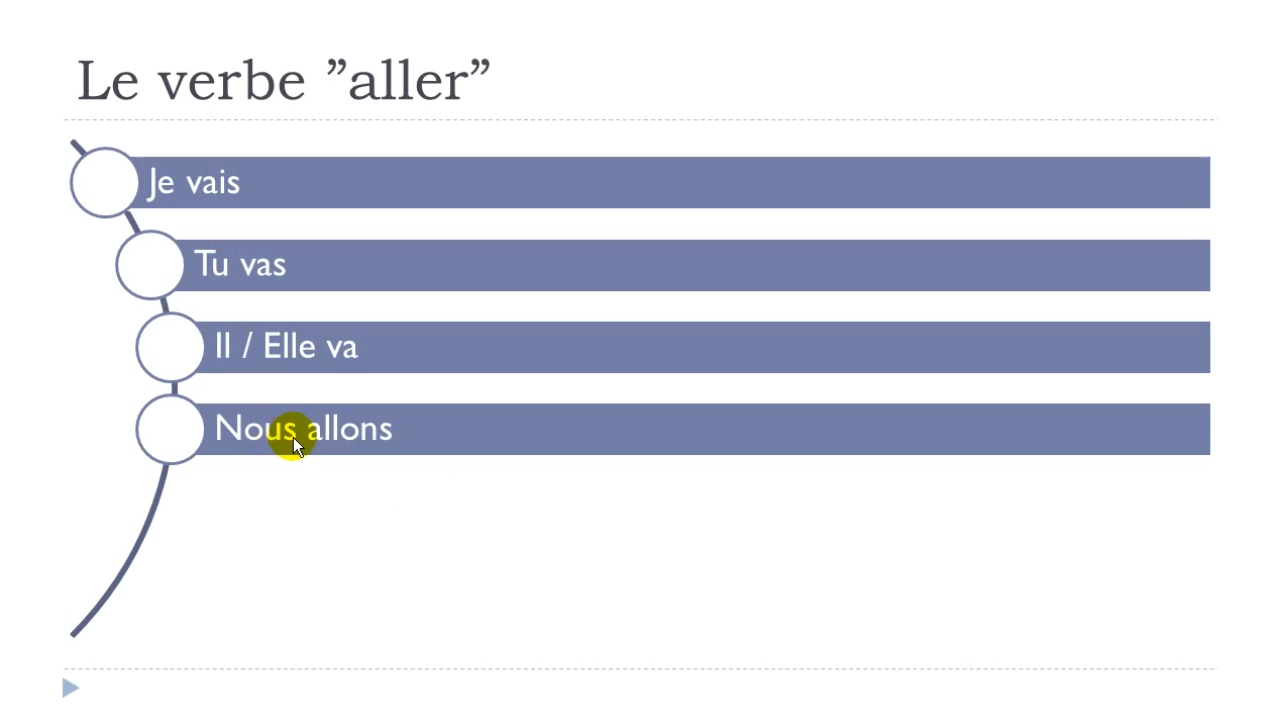 Le verbe ”aller”
Je vais
Tu vas
Il / Elle va
Nous allons